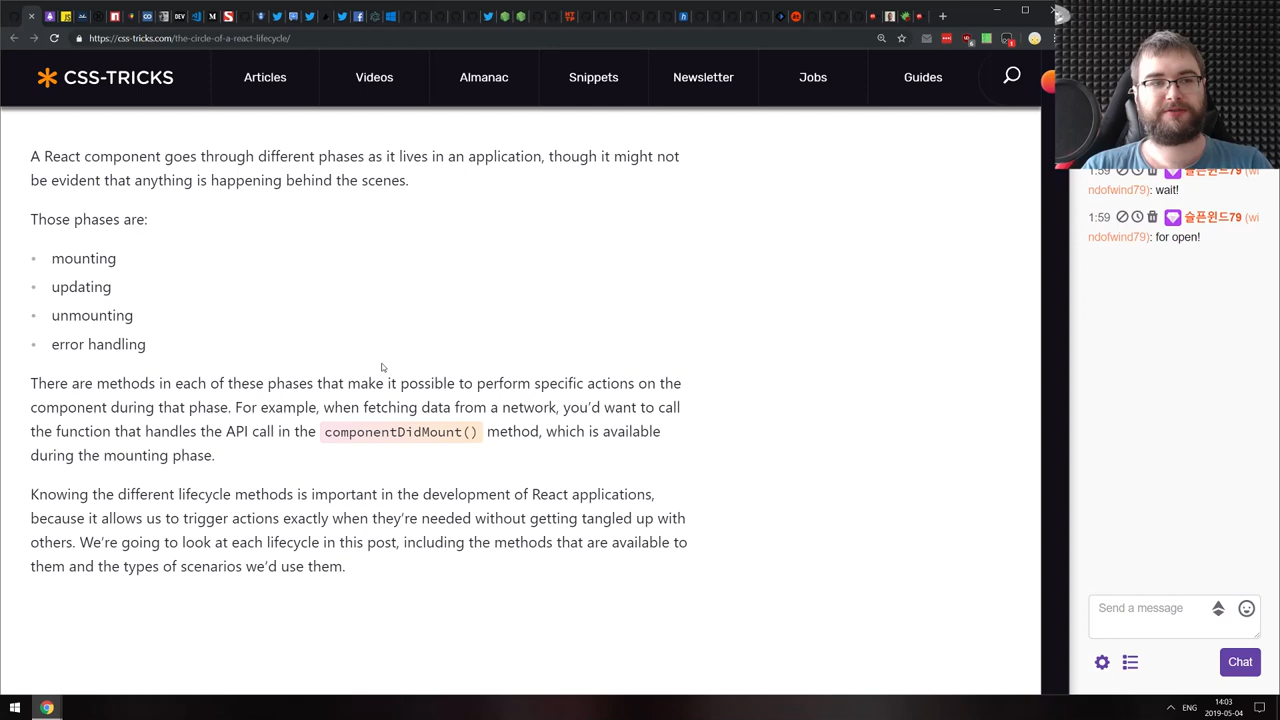 https://css-tricks.com/the-circle-of-a-react-lifecycle/
CSS-TRICKS
Articles
Videos
Almanac
Snippets
Newsletter
Jobs
Guides
A React component goes through different phases as it lives in an application, though it might not
be evident that anything is happening behind the scenes.
Those phases are:
mounting
updating
unmounting
error handling
There are methods in each of these phases that make it possible to perform specific actions on the
component during that phase. For example, when fetching data from a network, you’d want to call
the function that handles the API call in the componentDidMount() method, which is available
during the mounting phase.
Knowing the different lifecycle methods is important in the development of React applications,
because it allows us to trigger actions exactly when they’re needed without getting tangled up with
others. We’re going to look at each lifecycle in this post, including the methods that are available to
them and the types of scenarios we’d use them.
1:59 슬픈윈드79 (wi
ndofwind79): wait!
1:59 슬픈윈드79 (wi
ndofwind79): for open!
Send a message
Chat
ENG
14:03
2019-05-04